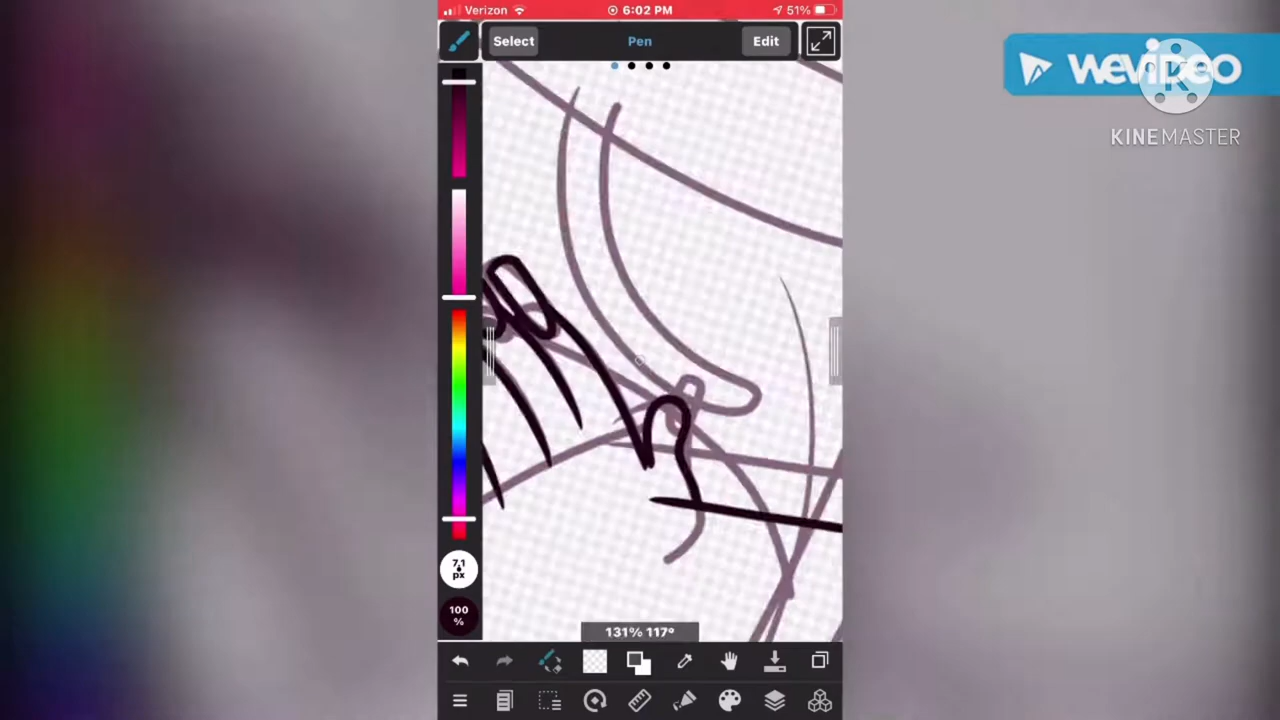 Verizon 6:02 PM 51%
Select Pen Edit
WEVIDEO
K
KINEMASTER
7.1
px
100
%
131% 117°